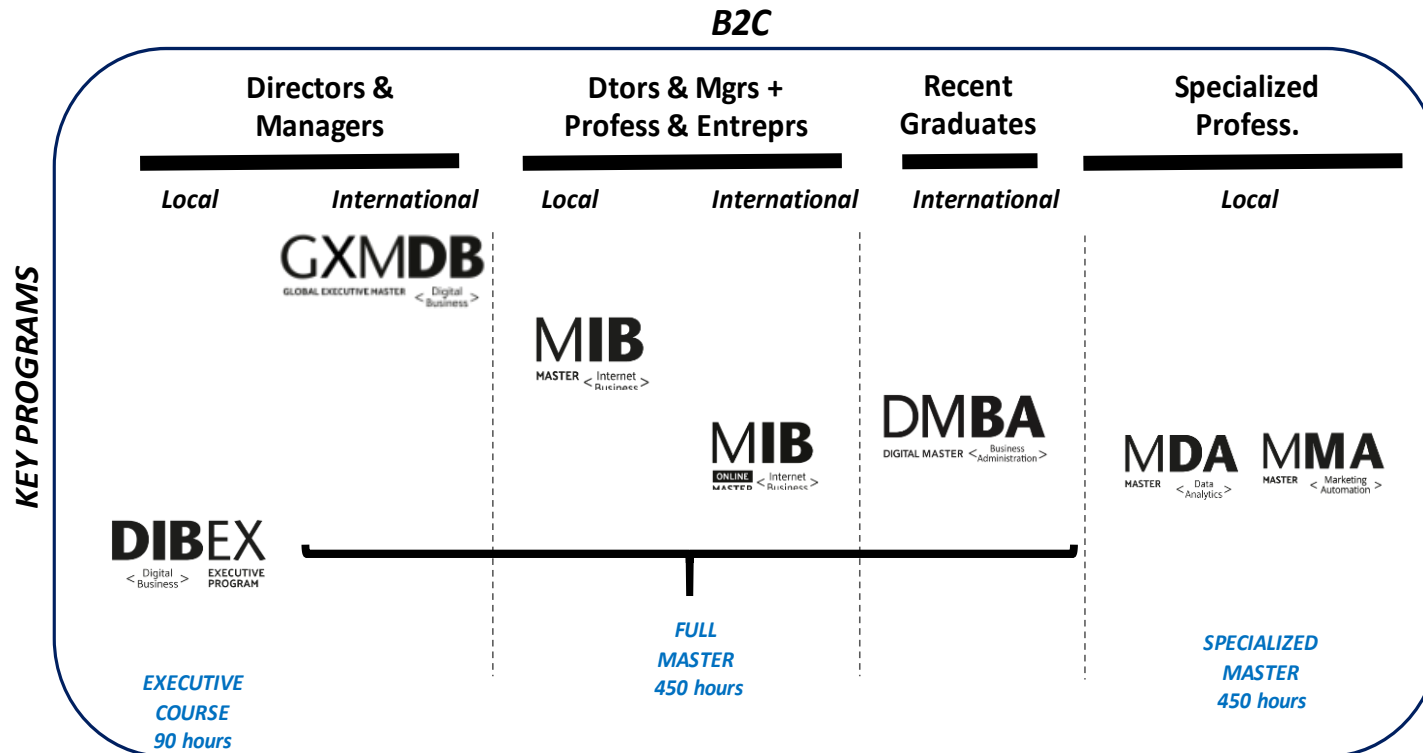 B2C
KEY PROGRAMS
Directors &
Managers
Dtors & Mgrs +
Profess & Entreprs
Recent
Graduates
Specialized
Profess.
Local
International
Local
International
International
Local
GXMDB
GLOBAL EXECUTIVE MASTER < Digital
Business >
MIB
MASTER < Internet
Business >
MIB
ONLINE
MASTER < Internet
Business >
DMBA
DIGITAL MASTER < Business
Administration >
MDA
MASTER < Data
Analytics >
MMA
MASTER < Marketing
Automation >
DIBEX
< Digital
Business >
EXECUTIVE
PROGRAM
EXECUTIVE
COURSE
90 hours
FULL
MASTER
450 hours
SPECIALIZED
MASTER
450 hours